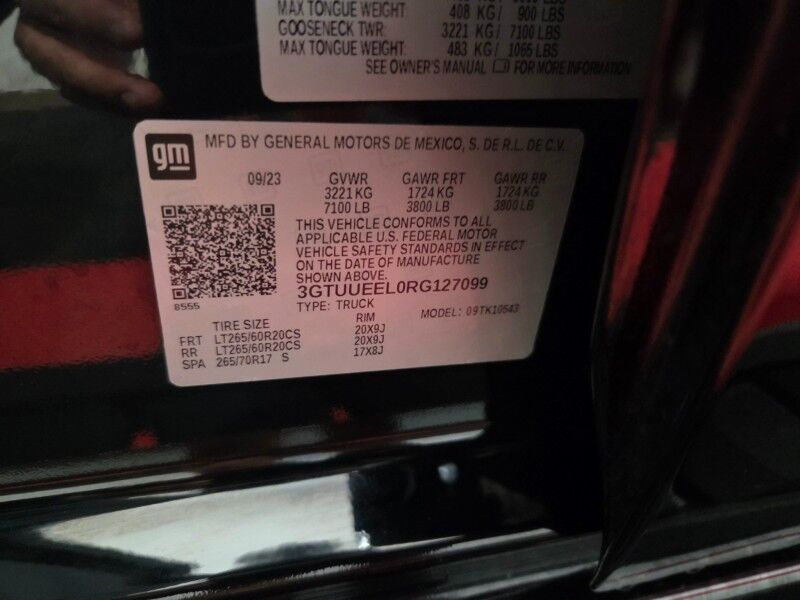 MAX TONGUE WEIGHT: 408 KG/ 900 LBS
GOOSENECK TWR: 3221 KG/ 7100 LBS
MAX TONGUE WEIGHT: 483 KG/ 1065 LBS
SEE OWNER'S MANUAL FOR MORE INFORMATION
gm MFD BY GENERAL MOTORS DE MEXICO, S. DE R.L. DE C.V.
09/23 GVWR GAWR FRT GAWR RR
3221 KG 1724 KG 1724 KG
7100 LB 3800 LB 3800 LB
THIS VEHICLE CONFORMS TO ALL
APPLICABLE U.S. FEDERAL MOTOR
VEHICLE SAFETY STANDARDS IN EFFECT
ON THE DATE OF MANUFACTURE
SHOWN ABOVE.
3GTUUEEL0RG127099
8555
TYPE: TRUCK MODEL: 09TK10543
TIRE SIZE RIM
FRT LT265/60R20CS 20X9J
RR LT265/60R20CS 20X9J
SPA 265/70R17 S 17X8J